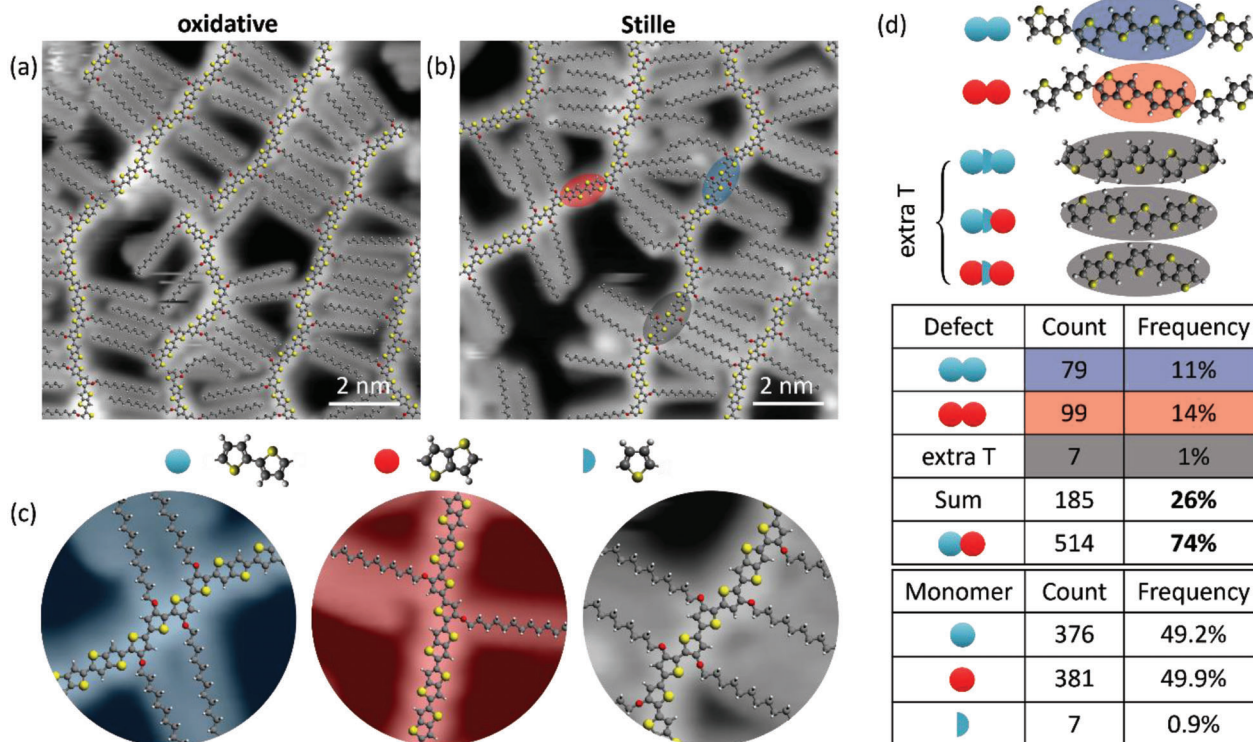 oxidative
Stille
(a)
2 nm
(b)
2 nm
(c)
(d)
extra T
Defect Count Frequency
79 11%
99 14%
extra T 7 1%
Sum 185 26%
514 74%
Monomer Count Frequency
376 49.2%
381 49.9%
7 0.9%